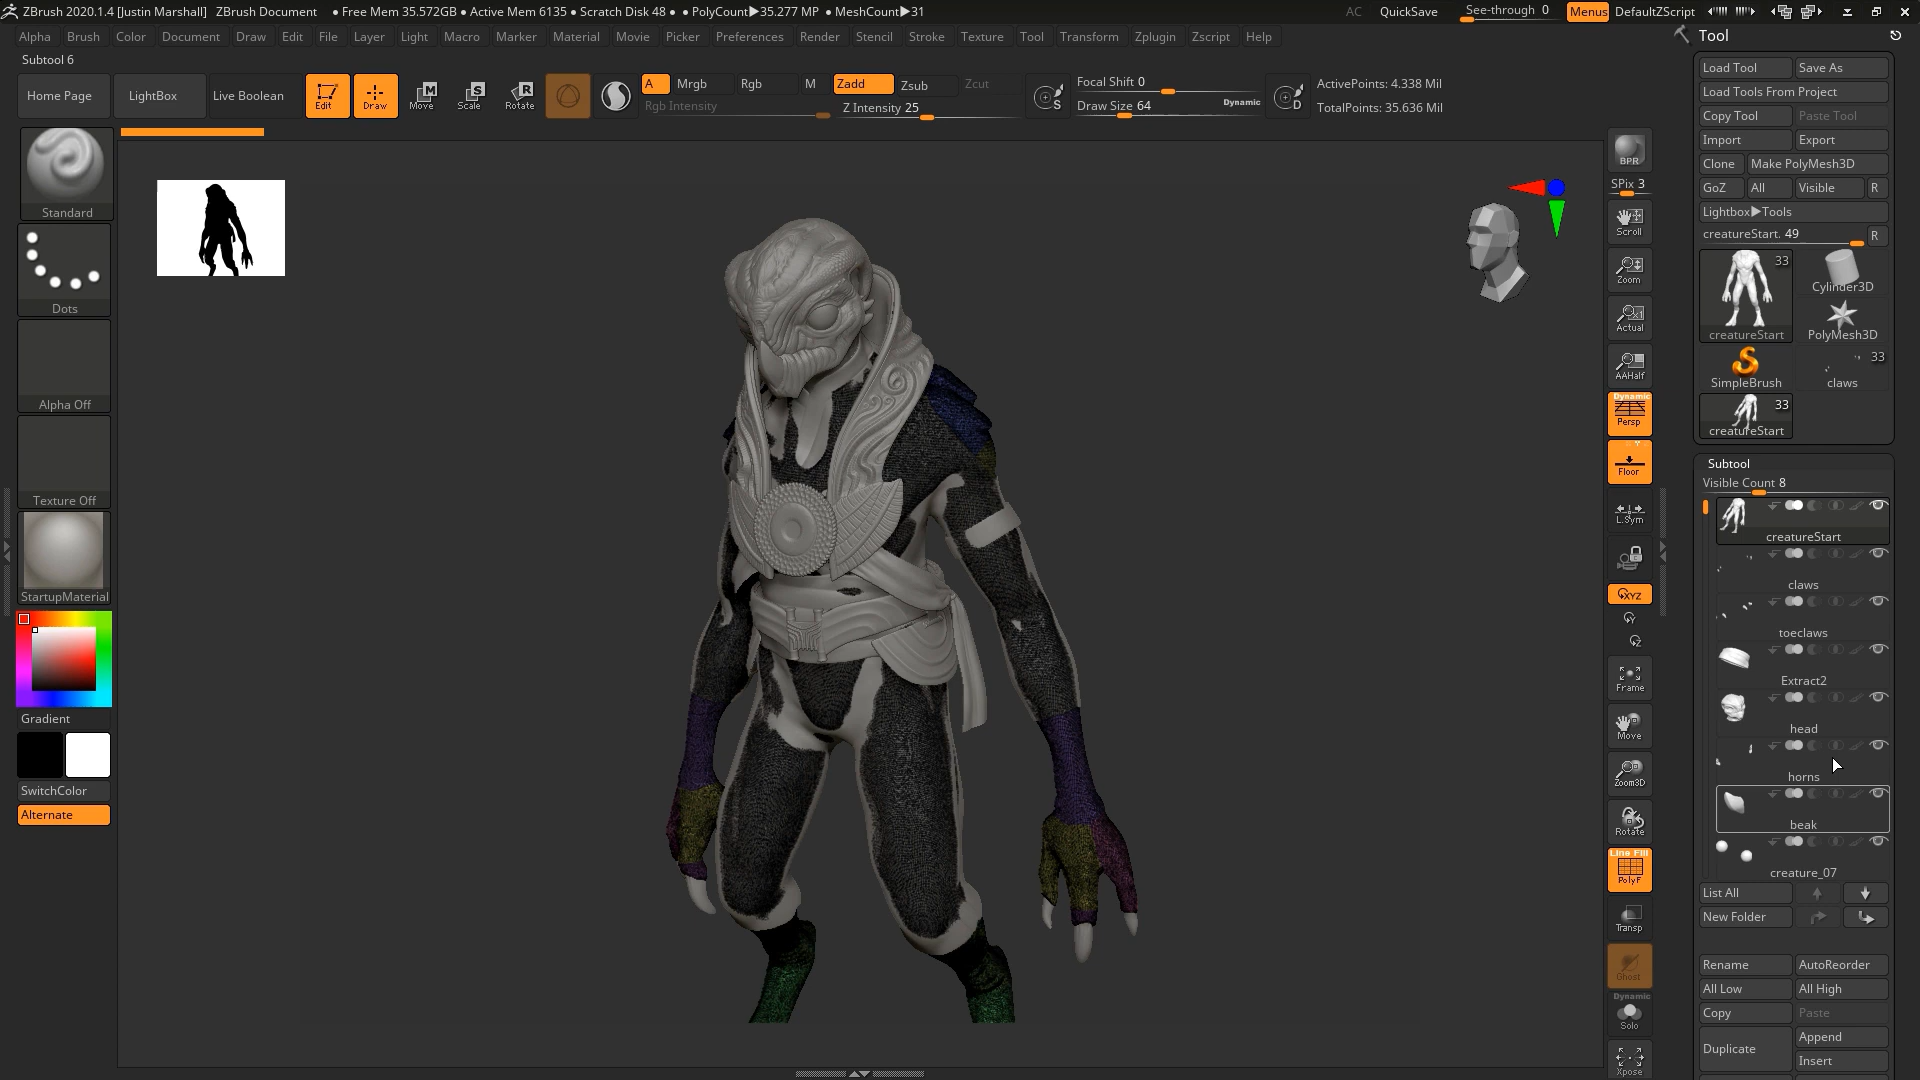 ZBrush 2020.1.4 [Justin Marshall] ZBrush Document ● Free Mem 35.572GB ● Active Mem 6135 ● Scratch Disk 48 ● ● PolyCount▶35.277 MP ● MeshCount▶31 AC QuickSave See-through 0 Menus DefaultZScript
Alpha Brush Color Document Draw Edit File Layer Light Macro Marker Material Movie Picker Preferences Render Stencil Stroke Texture Tool Transform Zplugin Zscript Help
Tool
Subtool 6
Home Page LightBox Live Boolean Edit Draw Move Scale Rotate
A Mrgb Rgb M Zadd Zsub Zcut
Rgb Intensity Z Intensity 25
Focal Shift 0
Draw Size 64 Dynamic
S D
ActivePoints: 4.338 Mil
TotalPoints: 35.636 Mil
Standard
Dots
Alpha Off
Texture Off
StartupMaterial
Gradient
SwitchColor
Alternate
BPR
SPix 3
Scroll
Zoom
Actual
AAHalf
Dynamic
Persp
Floor
L.Sym
XYZ
Y
Z
Frame
Move
Zoom3D
Rotate
Line Fill
PolyF
Transp
Ghost
Dynamic
Solo
Xpose
Load Tool Save As
Load Tools From Project
Copy Tool Paste Tool
Import Export
Clone Make PolyMesh3D
GoZ All Visible R
Lightbox▶Tools
creatureStart. 49 R
33
Cylinder3D
creatureStart PolyMesh3D
33
SimpleBrush claws
33
creatureStart
Subtool
Visible Count 8
creatureStart
claws
toeclaws
Extract2
head
horns
beak
creature_07
List All
New Folder
Rename AutoReorder
All Low All High
Copy Paste
Duplicate Append
Insert